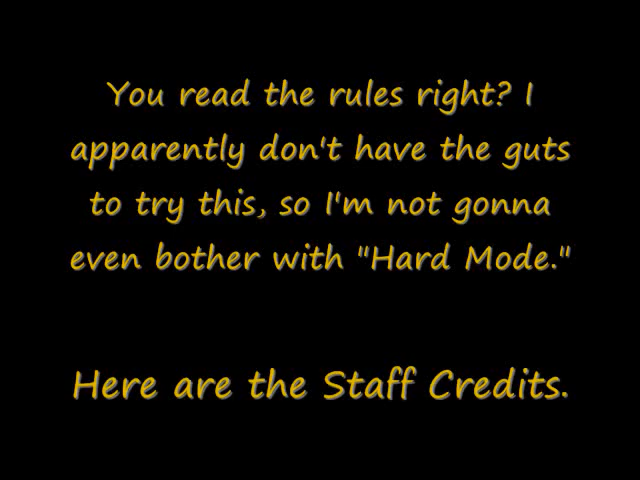 You read the rules right? I
apparently don't have the guts
to try this, so I'm not gonna
even bother with "Hard Mode."
Here are the Staff Credits.